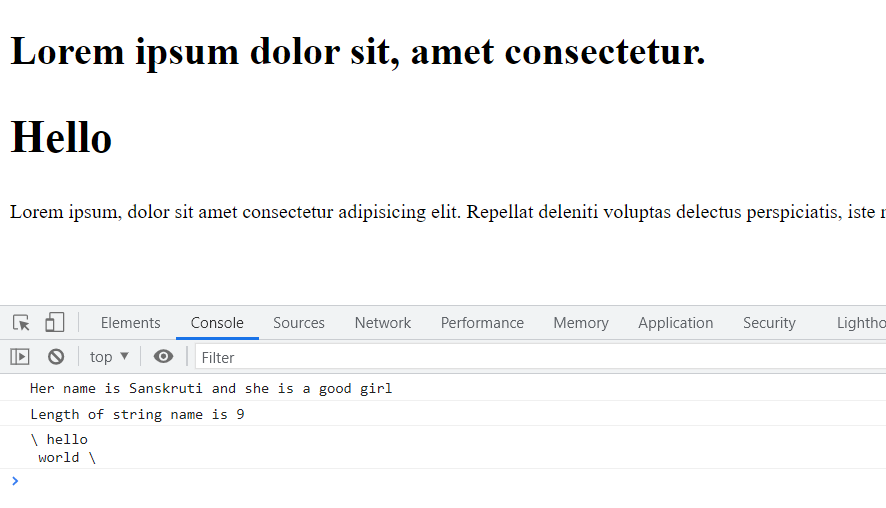 Lorem ipsum dolor sit, amet consectetur.
Hello
Lorem ipsum, dolor sit amet consectetur adipisicing elit. Repellat deleniti voluptas delectus perspiciatis, iste
Elements Console Sources Network Performance Memory Application Security Lightho
top Filter
Her name is Sanskruti and she is a good girl
Length of string name is 9
\ hello
world \
>